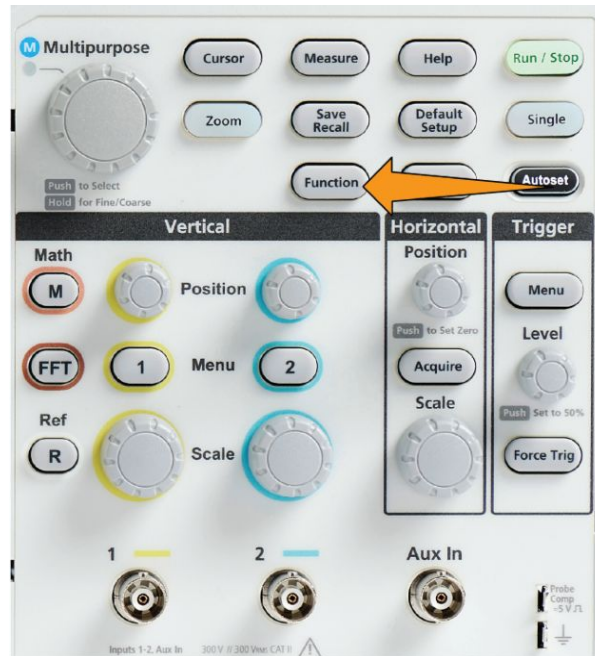 M Multipurpose
Cursor
Measure
Help
Run / Stop
Zoom
Save
Recall
Default
Setup
Single
Push to Select
Hold for Fine/Coarse
Function
Autoset
Vertical
Horizontal
Trigger
Math
M
Position
Position
Push to Set Zero
Menu
Level
Push Set to 50%
FFT
1
Menu
2
Acquire
Ref
R
Scale
Scale
Force Trig
1
2
Aux In
Inputs 1-2, Aux In
300 V
300 Vrms CAT II
Probe
Comp
~5 V